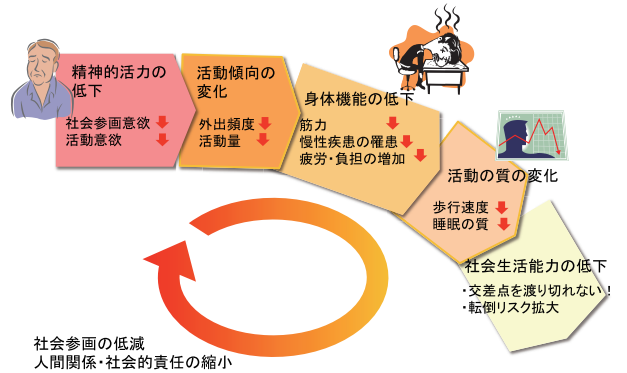 精神的活力の
低下
社会参画意欲
活動意欲
活動傾向の
変化
外出頻度
活動量
身体機能の低下
筋力
慢性疾患の罹患
疲労・負担の増加
活動の質の変化
歩行速度
睡眠の質
社会生活能力の低下
・交差点を渡り切れない！
・転倒リスク拡大
社会参画の低減
人間関係・社会的責任の縮小